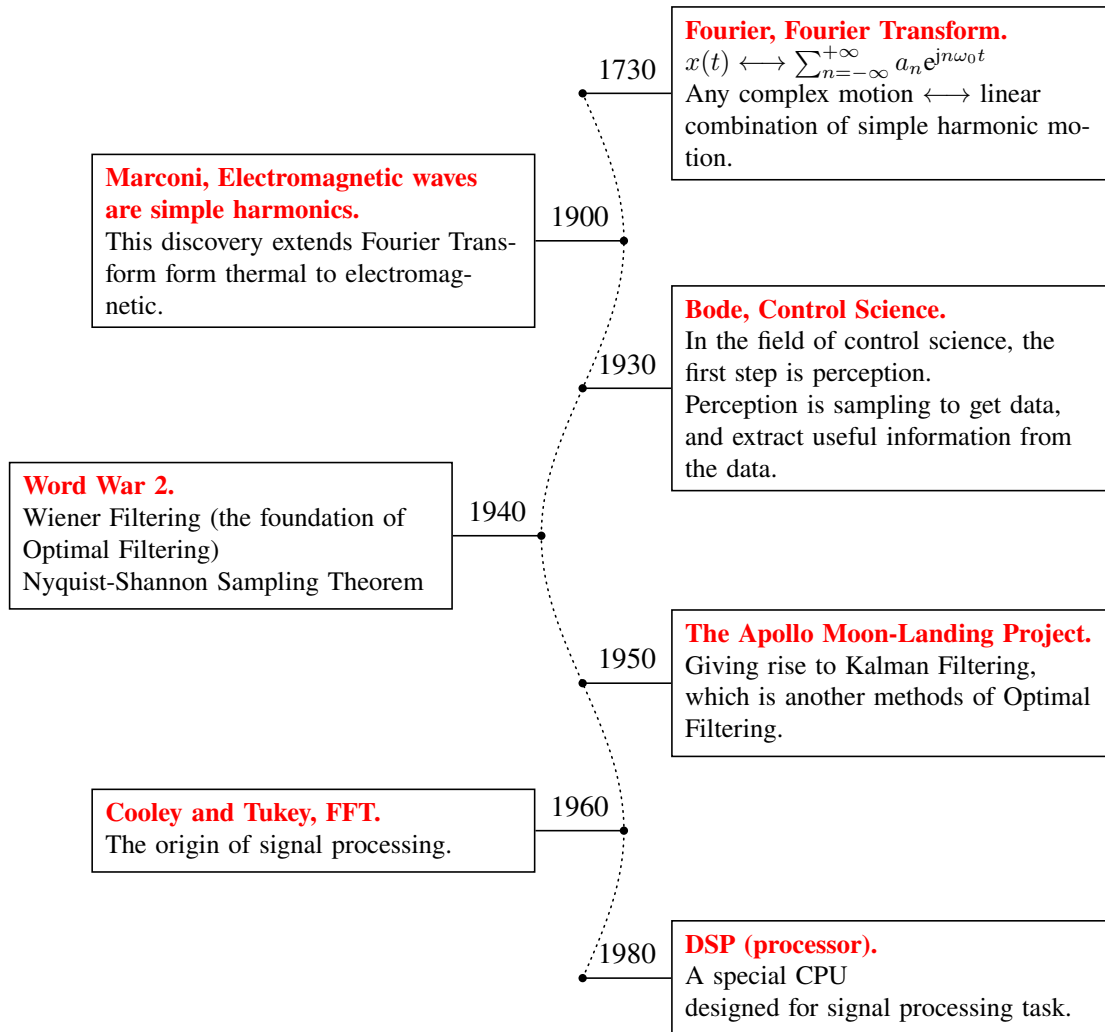 1730
Fourier, Fourier Transform.
x(t) ⟷ ∑_{n=−∞}^{+∞} a_n e^{jnω_0 t}
Any complex motion ⟷ linear
combination of simple harmonic mo-
tion.
1900
Marconi, Electromagnetic waves
are simple harmonics.
This discovery extends Fourier Trans-
form form thermal to electromag-
netic.
1930
Bode, Control Science.
In the field of control science, the
first step is perception.
Perception is sampling to get data,
and extract useful information from
the data.
1940
Word War 2.
Wiener Filtering (the foundation of
Optimal Filtering)
Nyquist-Shannon Sampling Theorem
1950
The Apollo Moon-Landing Project.
Giving rise to Kalman Filtering,
which is another methods of Optimal
Filtering.
1960
Cooley and Tukey, FFT.
The origin of signal processing.
1980
DSP (processor).
A special CPU
designed for signal processing task.